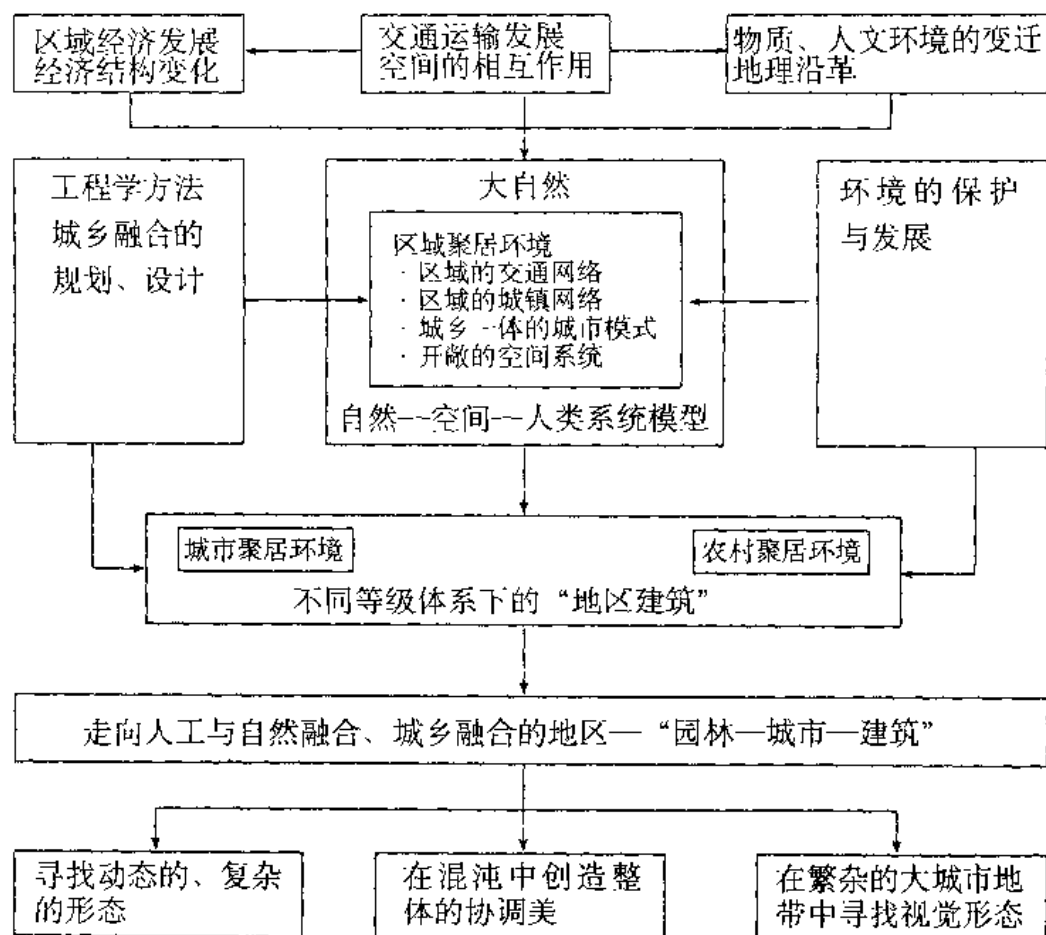 区域经济发展
经济结构变化
交通运输发展
空间的相互作用
物质、人文环境的变迁
地理沿革
工程学方法
城乡融合的
规划、设计
大自然
区域聚居环境
·区域的交通网络
·区域的城镇网络
·城乡一体的城市模式
·开敞的空间系统
自然--空间--人类系统模型
环境的保护
与发展
城市聚居环境
农村聚居环境
不同等级体系下的“地区建筑”
走向人工与自然融合、城乡融合的地区—“园林—城市—建筑”
寻找动态的、复杂
的形态
在混沌中创造整
体的协调美
在繁杂的大城市地
带中寻找视觉形态